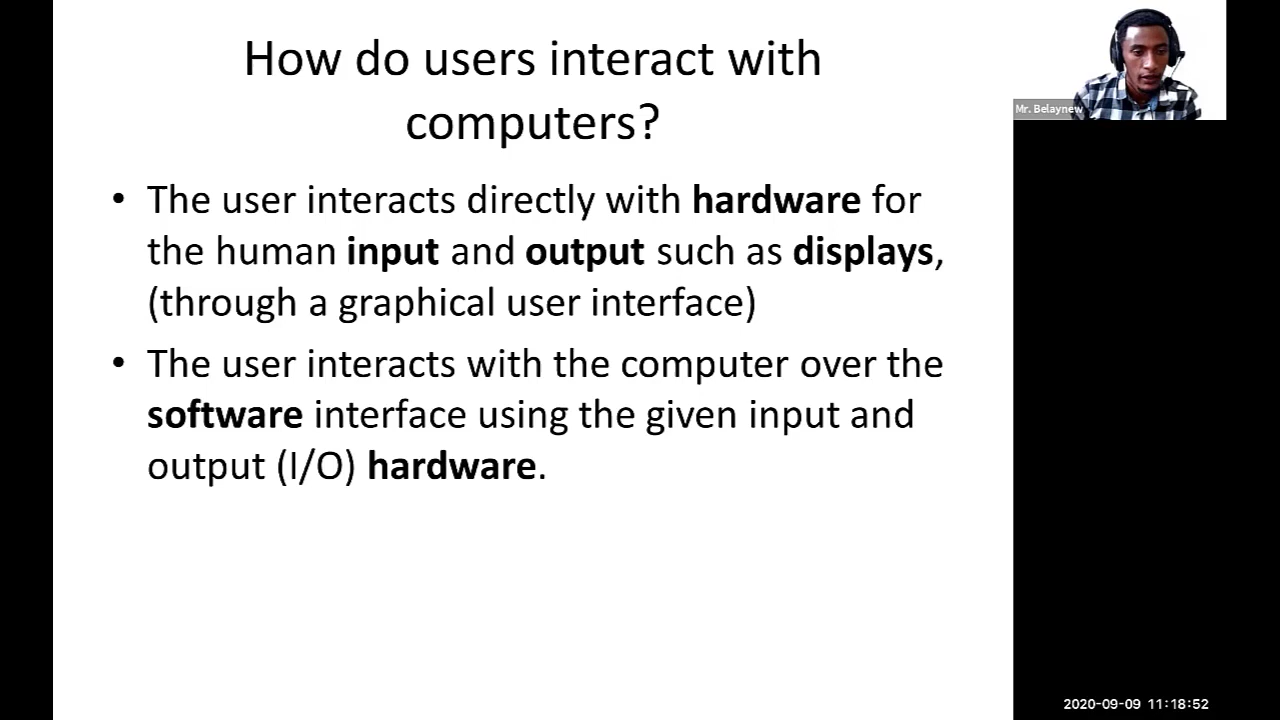 How do users interact with
computers?
• The user interacts directly with hardware for
the human input and output such as displays,
(through a graphical user interface)
• The user interacts with the computer over the
software interface using the given input and
output (I/O) hardware.
Mr. Belaynew
2020-09-09 11:18:52